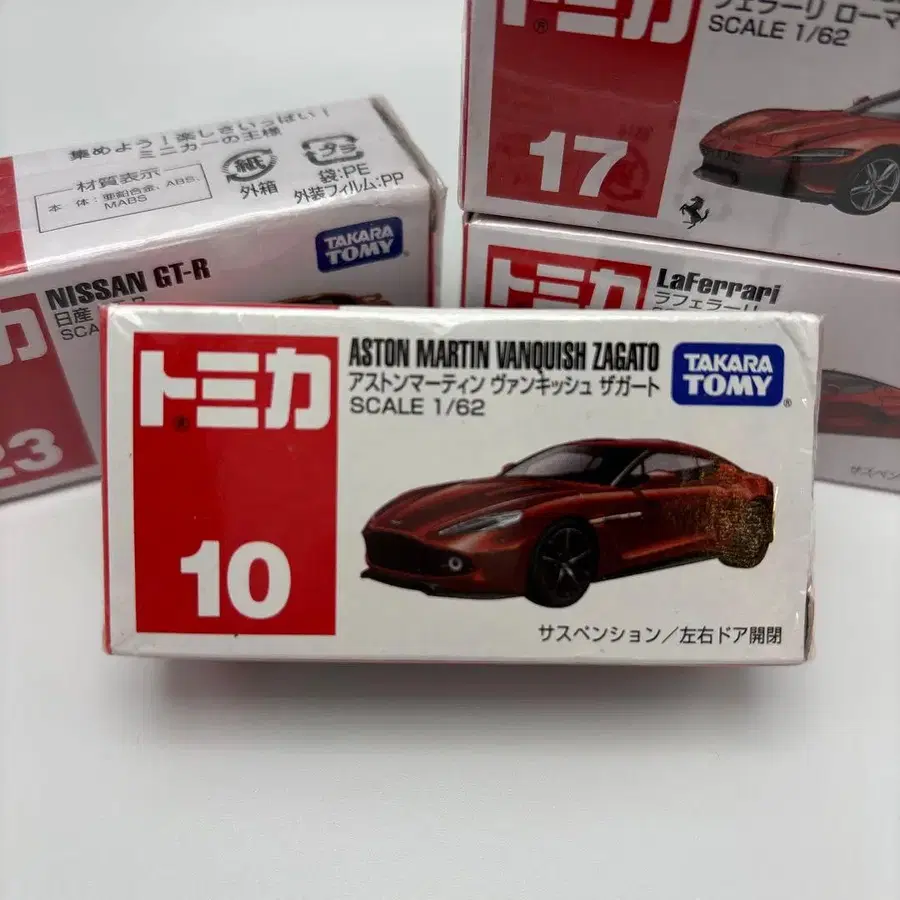 集めよう！楽しさいっぱい！
ミニカーの王様
材質表示
本 体：亜鉛合金、ABS、
MABS
紙
外箱
プラ
袋：PE
外装フィルム：PP
TAKARA
TOMY
NISSAN GT-R
日産
23
トミカ
フェラーリ ローマ
SCALE 1/62
17
トミカ
LaFerrari
ラフェラーリ
サスペンシ
トミカ
10
ASTON MARTIN VANQUISH ZAGATO
アストンマーティン ヴァンキッシュ ザガート
SCALE 1/62
TAKARA
TOMY
サスペンション／左右ドア開閉